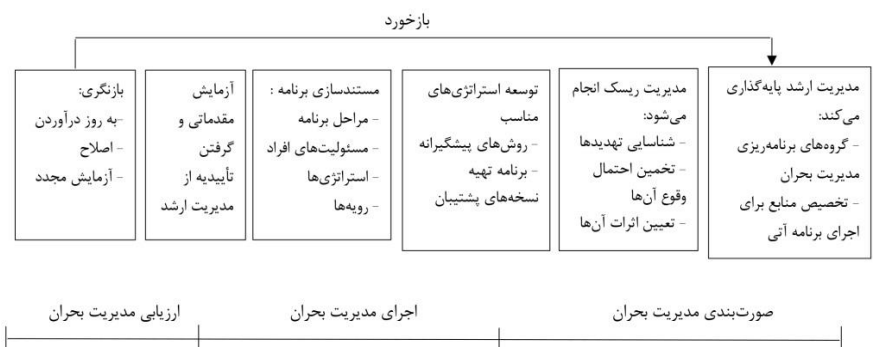 بازخورد
مدیریت ارشد پایه‌گذاری
می‌کند:
- گروه‌های برنامه‌ریزی
مدیریت بحران
- تخصیص منابع برای
اجرای برنامه آتی
مدیریت ریسک انجام
می‌شود:
- شناسایی تهدیدها
- تخمین احتمال
وقوع آن‌ها
- تعیین اثرات آن‌ها
توسعه استراتژی‌های
مناسب
- روش‌های پیشگیرانه
- برنامه تهیه
نسخه‌های پشتیبان
مستندسازی برنامه :
- مراحل برنامه
- مسئولیت‌های افراد
- استراتژی‌ها
- رویه‌ها
آزمایش
مقدماتی و
گرفتن
تأییدیه از
مدیریت ارشد
بازنگری:
-به روز درآوردن
- اصلاح
- آزمایش مجدد
صورت‌بندی مدیریت بحران
اجرای مدیریت بحران
ارزیابی مدیریت بحران